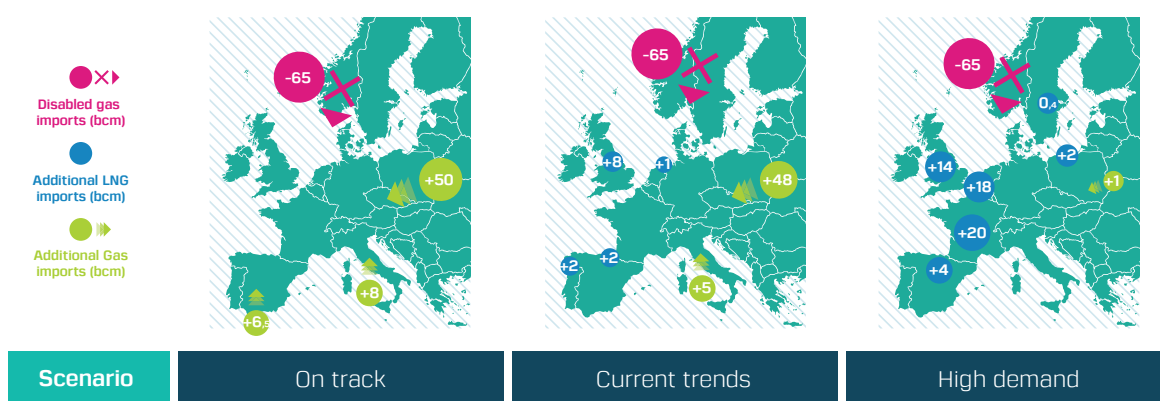 Disabled gas
imports (bcm)
Additional LNG
imports (bcm)
Additional Gas
imports (bcm)
-65
+50
+8
+6,5
-65
+8
+1
+48
+2
+2
+5
-65
0,4
+2
+14
+18
+1
+20
+4
Scenario
On track
Current trends
High demand